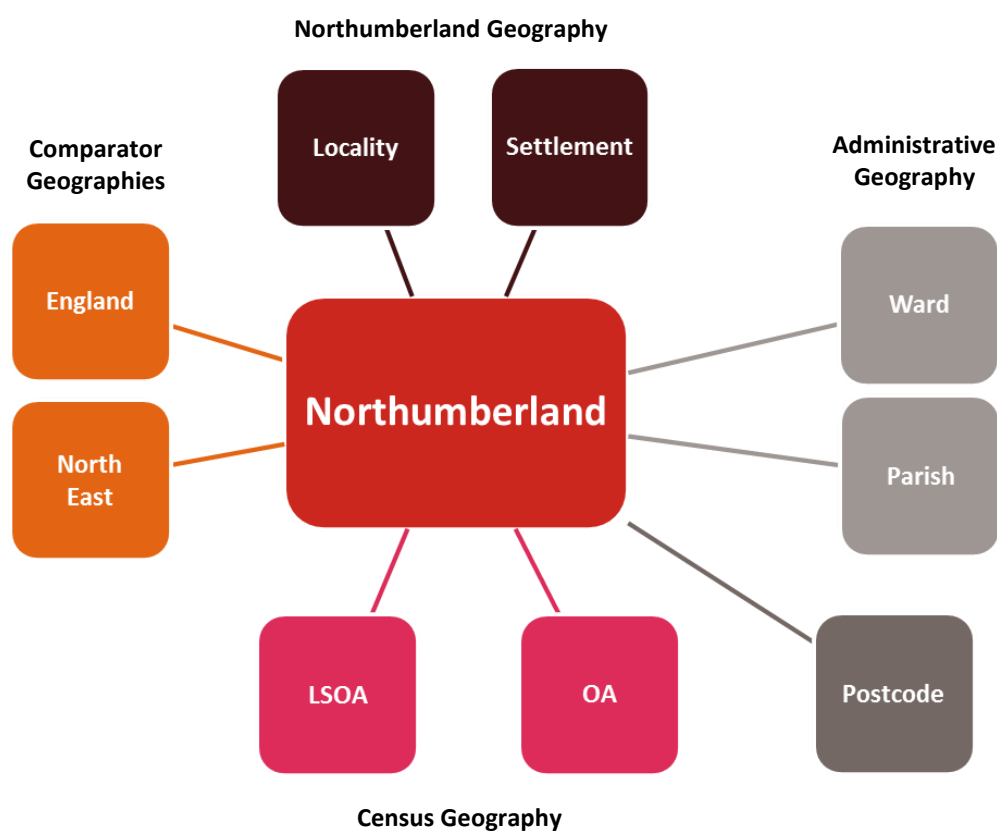 Northumberland Geography
Locality
Settlement
Comparator
Geographies
Administrative
Geography
England
Ward
Northumberland
North
East
Parish
LSOA
OA
Postcode
Census Geography